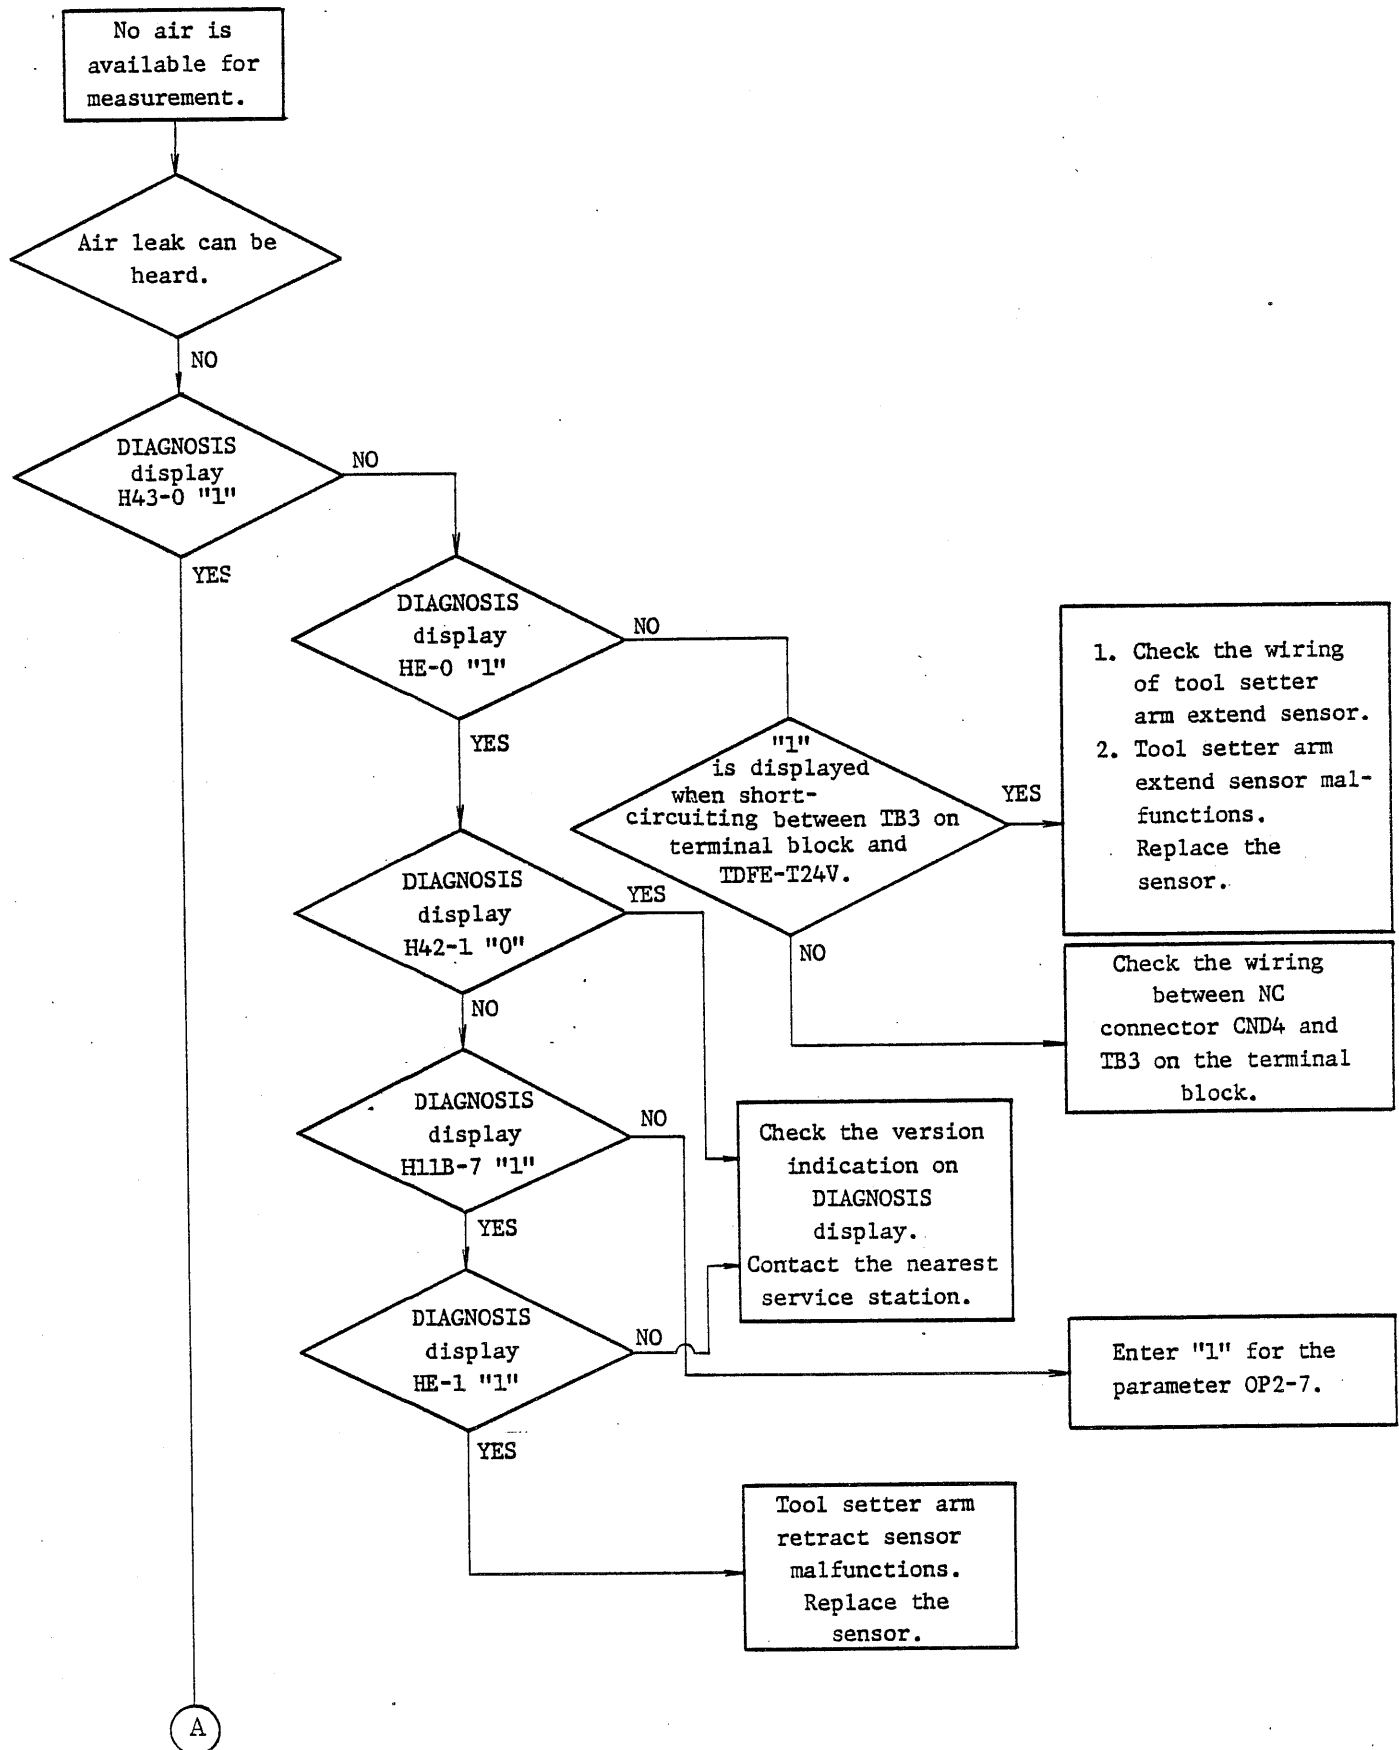 No air is
available for
measurement.
Air leak can be
heard.
NO
DIAGNOSIS
display
H43-0 "1"
NO
YES
DIAGNOSIS
display
HE-0 "1"
NO
YES
"1"
is displayed
when short-
circuiting between TB3 on
terminal block and
TDFE-T24V.
YES
NO
1. Check the wiring
of tool setter
arm extend sensor.
2. Tool setter arm
extend sensor mal-
functions.
Replace the
sensor.
Check the wiring
between NC
connector CND4 and
TB3 on the terminal
block.
DIAGNOSIS
display
H42-1 "0"
YES
NO
DIAGNOSIS
display
H11B-7 "1"
NO
YES
Check the version
indication on
DIAGNOSIS
display.
Contact the nearest
service station.
DIAGNOSIS
display
HE-1 "1"
NO
YES
Enter "1" for the
parameter OP2-7.
Tool setter arm
retract sensor
malfunctions.
Replace the
sensor.
A